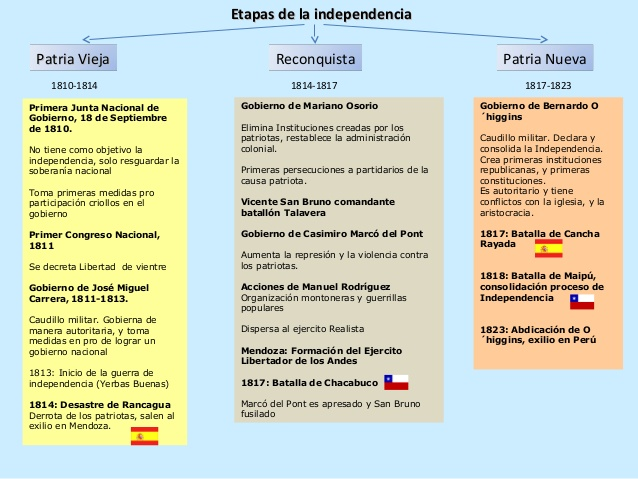 Etapas de la independencia
Patria Vieja
1810-1814
Primera Junta Nacional de
Gobierno, 18 de Septiembre
de 1810.
No tiene como objetivo la
independencia, solo resguardar la
soberanía nacional
Toma primeras medidas pro
participación criollos en el
gobierno
Primer Congreso Nacional,
1811
Se decreta Libertad de vientre
Gobierno de José Miguel
Carrera, 1811-1813.
Caudillo militar. Gobierna de
manera autoritaria, y toma
medidas en pro de lograr un
gobierno nacional
1813: Inicio de la guerra de
independencia (Yerbas Buenas)
1814: Desastre de Rancagua
Derrota de los patriotas, salen al
exilio en Mendoza.
Reconquista
1814-1817
Gobierno de Mariano Osorio
Elimina Instituciones creadas por los
patriotas, restablece la administración
colonial.
Primeras persecuciones a partidarios de la
causa patriota.
Vicente San Bruno comandante
batallón Talavera
Gobierno de Casimiro Marcó del Pont
Aumenta la represión y la violencia contra
los patriotas.
Acciones de Manuel Rodríguez
Organización montoneras y guerrillas
populares
Dispersa al ejercito Realista
Mendoza: Formación del Ejercito
Libertador de los Andes
1817: Batalla de Chacabuco
Marcó del Pont es apresado y San Bruno
fusilado
Patria Nueva
1817-1823
Gobierno de Bernardo O
´higgins
Caudillo militar. Declara y
consolida la Independencia.
Crea primeras instituciones
republicanas, y primeras
constituciones.
Es autoritario y tiene
conflictos con la iglesia, y la
aristocracia.
1817: Batalla de Cancha
Rayada
1818: Batalla de Maipú,
consolidación proceso de
Independencia
1823: Abdicación de O
´higgins, exilio en Perú